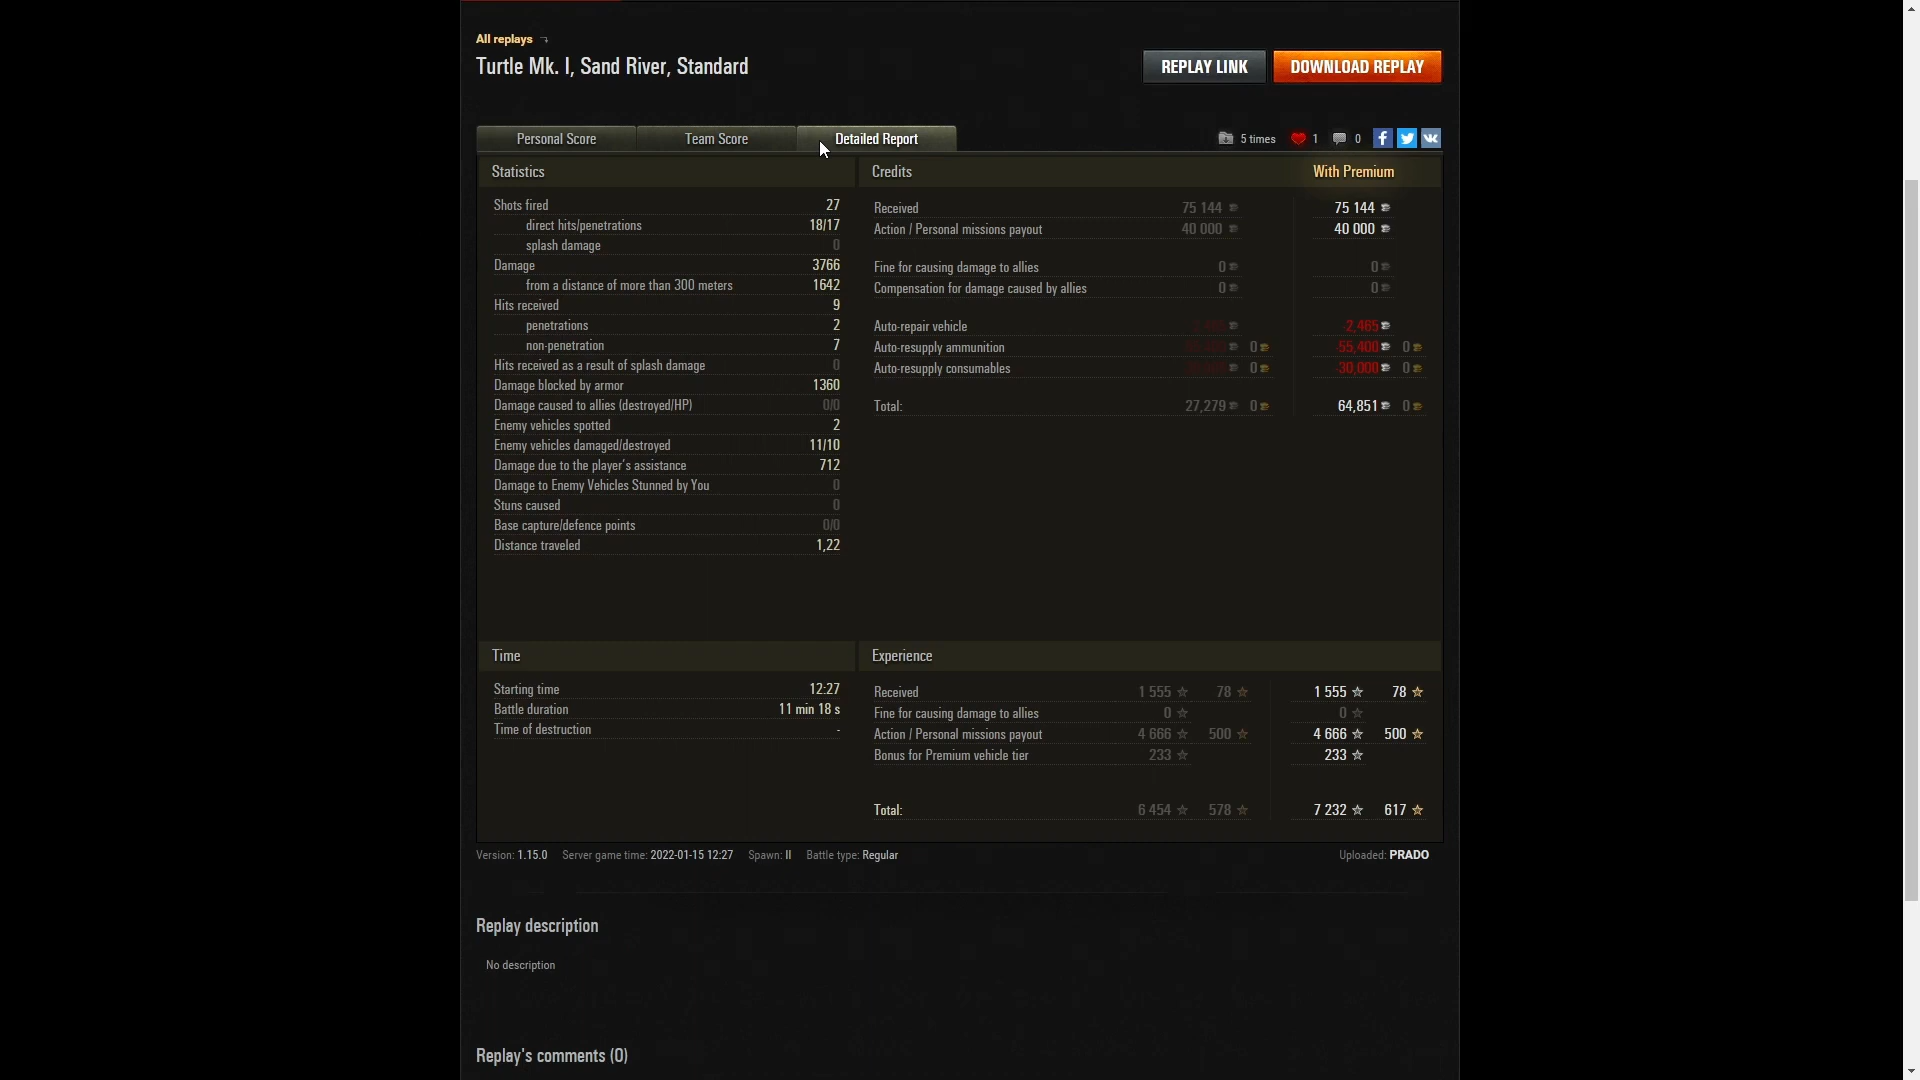 All replays
Turtle Mk. I, Sand River, Standard
REPLAY LINK DOWNLOAD REPLAY
Personal Score Team Score Detailed Report 5 times 1 0
Statistics
Shots fired 27
direct hits/penetrations 18/17
splash damage 0
Damage 3766
from a distance of more than 300 meters 1642
Hits received 9
penetrations 2
non-penetration 7
Hits received as a result of splash damage 0
Damage blocked by armor 1360
Damage caused to allies (destroyed/HP) 0/0
Enemy vehicles spotted 2
Enemy vehicles damaged/destroyed 11/10
Damage due to the player's assistance 712
Damage to Enemy Vehicles Stunned by You 0
Stuns caused 0
Base capture/defence points 0/0
Distance traveled 1,22
Credits With Premium
Received 75 144 75 144
Action / Personal missions payout 40 000 40 000
Fine for causing damage to allies 0 0
Compensation for damage caused by allies 0 0
Auto-repair vehicle -2,465
Auto-resupply ammunition 0 -55,400 0
Auto-resupply consumables 0 -30,000 0
Total: 27,279 0 64,851 0
Time
Starting time 12:27
Battle duration 11 min 18 s
Time of destruction -
Experience
Received 1 555 78 1 555 78
Fine for causing damage to allies 0 0
Action / Personal missions payout 4 666 500 4 666 500
Bonus for Premium vehicle tier 233 233
Total: 6 454 578 7 232 617
Version: 1.15.0 Server game time: 2022-01-15 12:27 Spawn: II Battle type: Regular Uploaded: PRADO
Replay description
No description
Replay's comments (0)